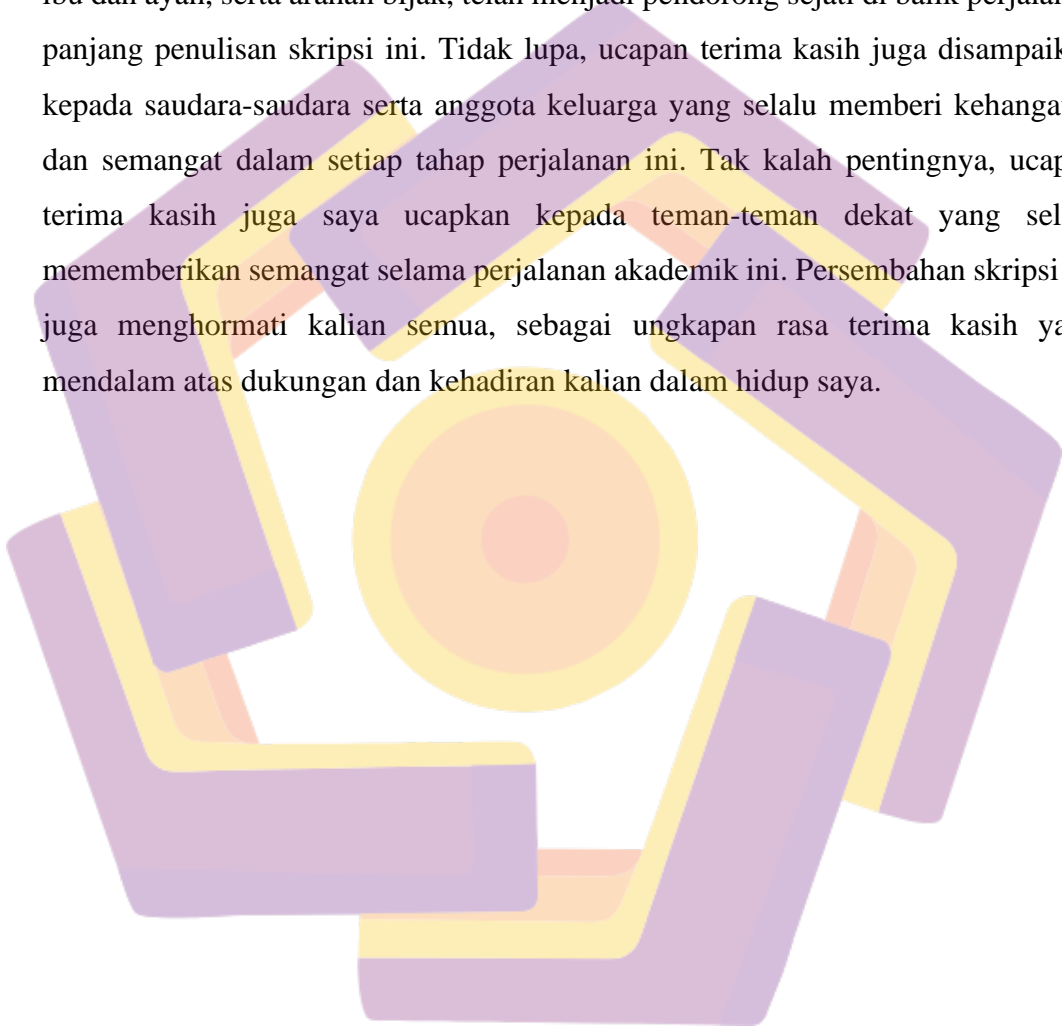 ibu dan ayah, serta arahan bijak, telah menjadi pendorong sejati di balik perjalan
panjang penulisan skripsi ini. Tidak lupa, ucapan terima kasih juga disampaik
kepada saudara-saudara serta anggota keluarga yang selalu memberi kehanga
dan semangat dalam setiap tahap perjalanan ini. Tak kalah pentingnya, ucap
terima kasih juga saya ucapkan kepada teman-teman dekat yang sel
mememberikan semangat selama perjalanan akademik ini. Persembahan skripsi
juga menghormati kalian semua, sebagai ungkapan rasa terima kasih ya
mendalam atas dukungan dan kehadiran kalian dalam hidup saya.